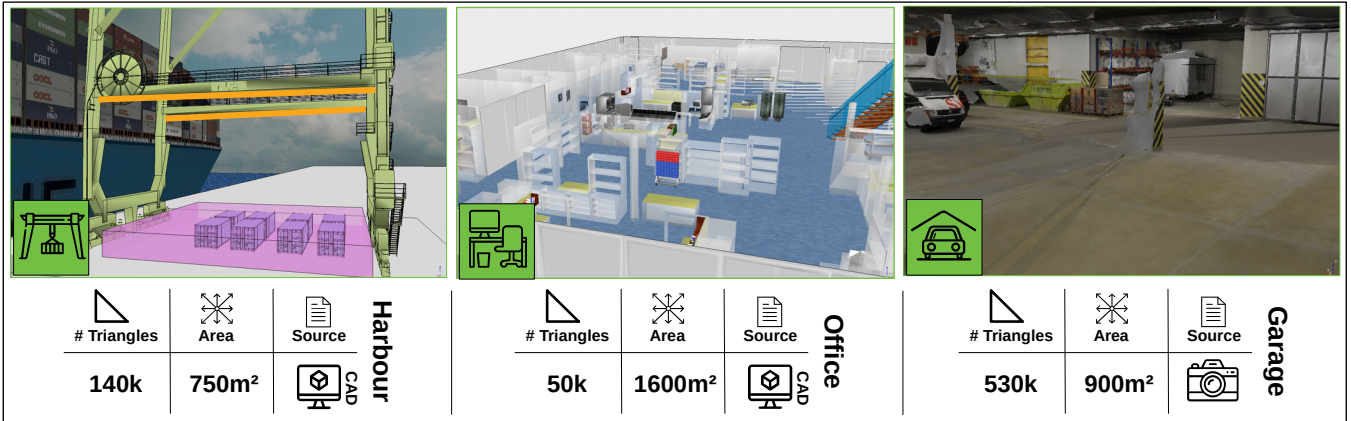 CAST
# Triangles
Area
Source
Harbour
140k
750m²
CAD
# Triangles
Area
Source
Office
50k
1600m²
CAD
# Triangles
Area
Source
Garage
530k
900m²